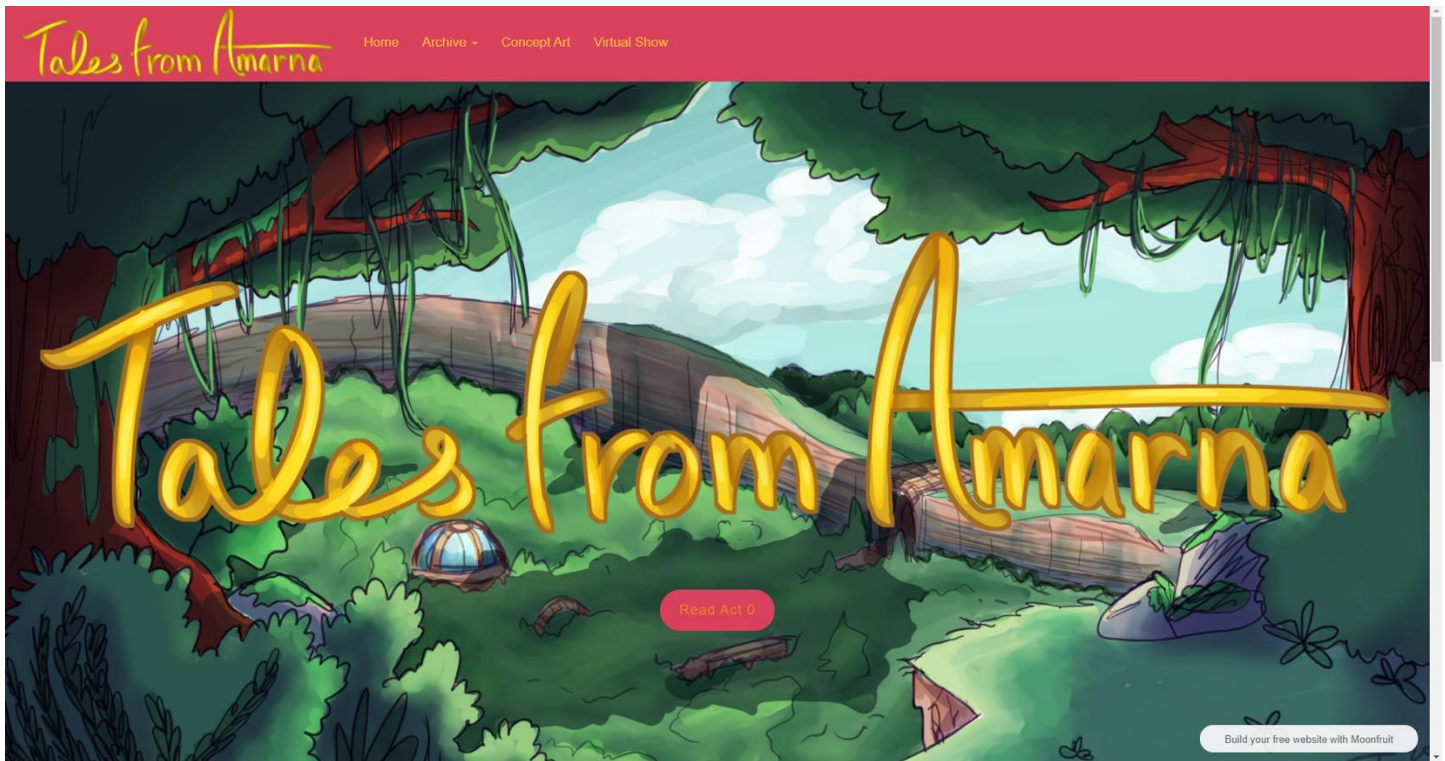 Tales from Amarna
Home Archive Concept Art Virtual Show
Tales from Amarna
Read Act 0
Build your free website with Moonfruit